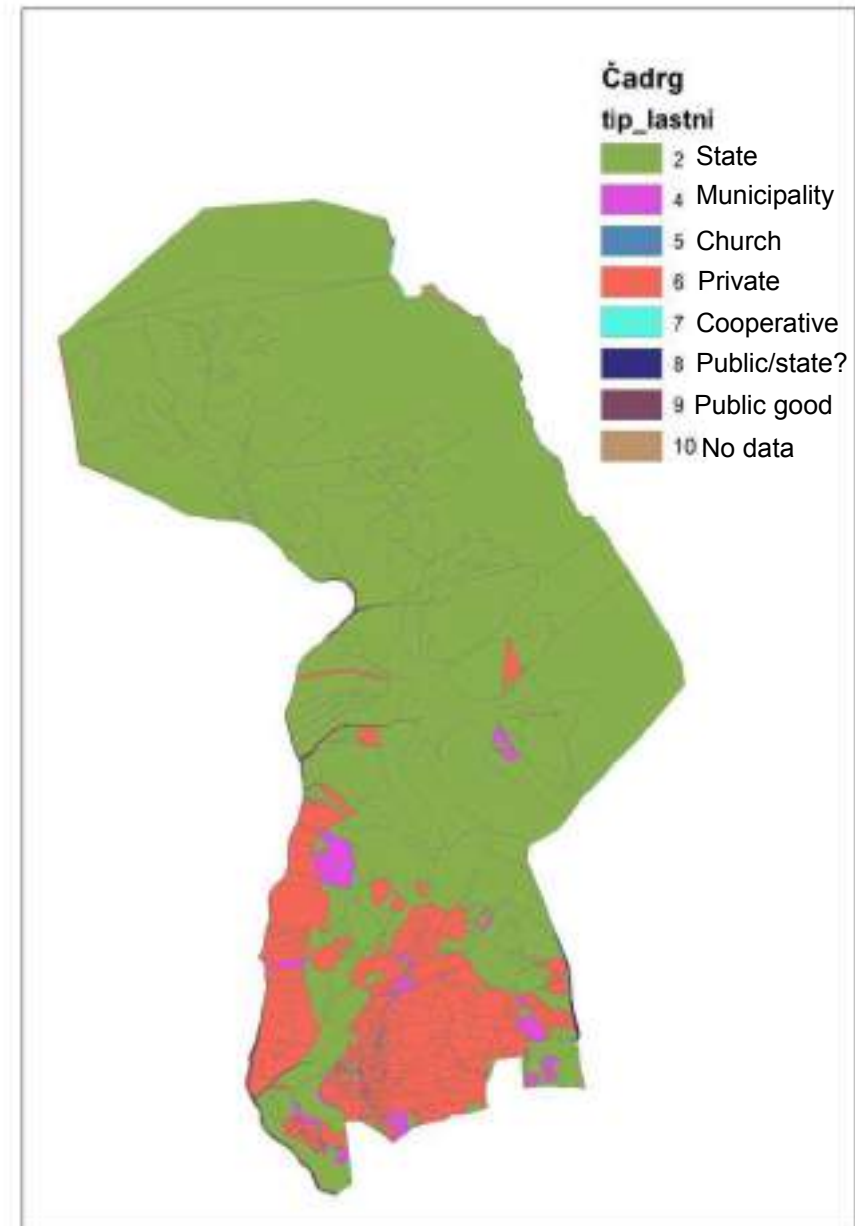 Čadrg
tip_lastni
2 State
4 Municipality
5 Church
6 Private
7 Cooperative
8 Public/state?
9 Public good
10 No data